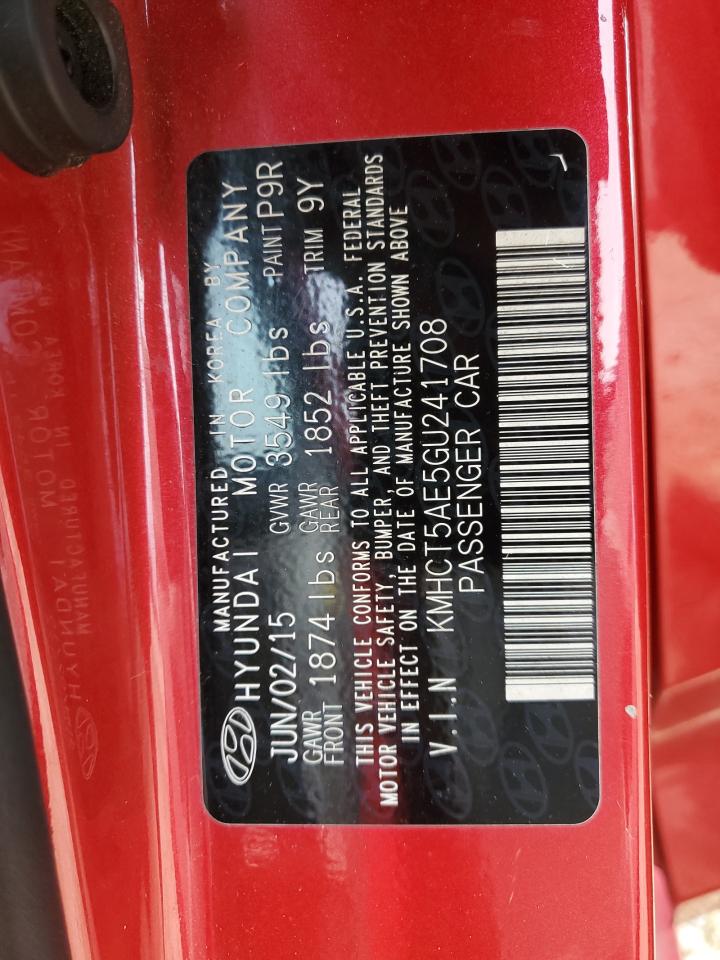 MANUFACTURED IN KOREA BY
HYUNDAI MOTOR COMPANY
JUN/02/15 GVWR 3549 lbs PAINT P9R
GAWR FRONT 1874 lbs GAWR REAR 1852 lbs TRIM 9Y
THIS VEHICLE CONFORMS TO ALL APPLICABLE U.S.A. FEDERAL
MOTOR VEHICLE SAFETY, BUMPER, AND THEFT PREVENTION STANDARDS
IN EFFECT ON THE DATE OF MANUFACTURE SHOWN ABOVE
V.I.N KMHCT5AE5GU241708
PASSENGER CAR